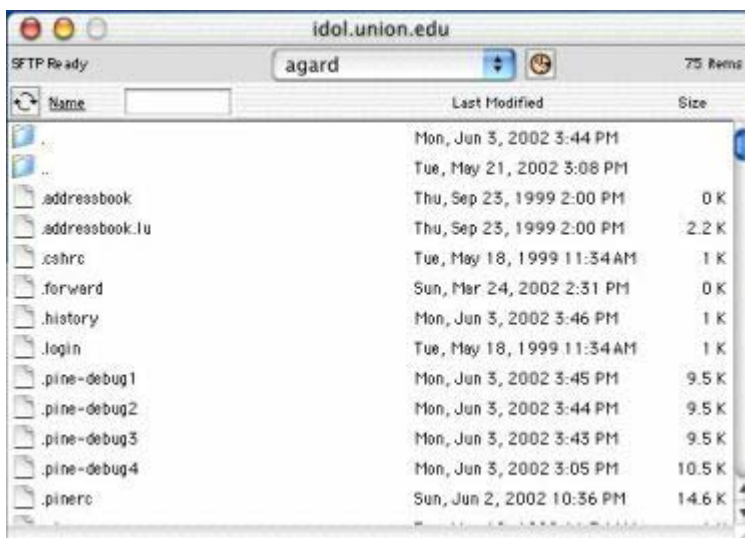 idol.union.edu
SFTP Ready agard 75 items
Name Last Modified Size
. Mon, Jun 3, 2002 3:44 PM
.. Tue, May 21, 2002 3:08 PM
.addressbook Thu, Sep 23, 1999 2:00 PM 0 K
.addressbook.lu Thu, Sep 23, 1999 2:00 PM 2.2 K
.cshrc Tue, May 18, 1999 11:34 AM 1 K
.forward Sun, Mar 24, 2002 2:31 PM 0 K
.history Mon, Jun 3, 2002 3:46 PM 1 K
.login Tue, May 18, 1999 11:34 AM 1 K
.pine-debug1 Mon, Jun 3, 2002 3:45 PM 9.5 K
.pine-debug2 Mon, Jun 3, 2002 3:44 PM 9.5 K
.pine-debug3 Mon, Jun 3, 2002 3:43 PM 9.5 K
.pine-debug4 Mon, Jun 3, 2002 3:05 PM 10.5 K
.pinerc Sun, Jun 2, 2002 10:36 PM 14.6 K